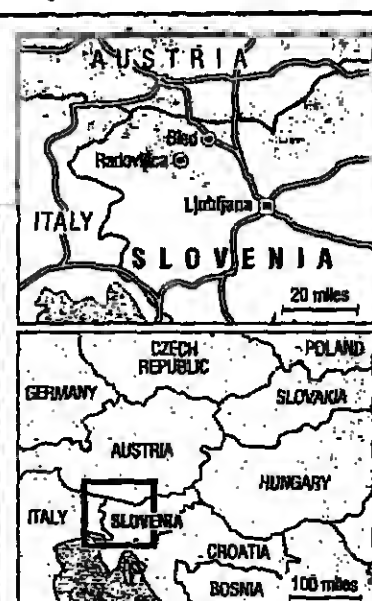 AUSTRIA
Bled
Radovljica
Ljubljana
ITALY
SLOVENIA
20 miles
CZECH
REPUBLIC
POLAND
GERMANY
SLOVAKIA
AUSTRIA
HUNGARY
ITALY
SLOVENIA
CROATIA
BOSNIA
100 miles